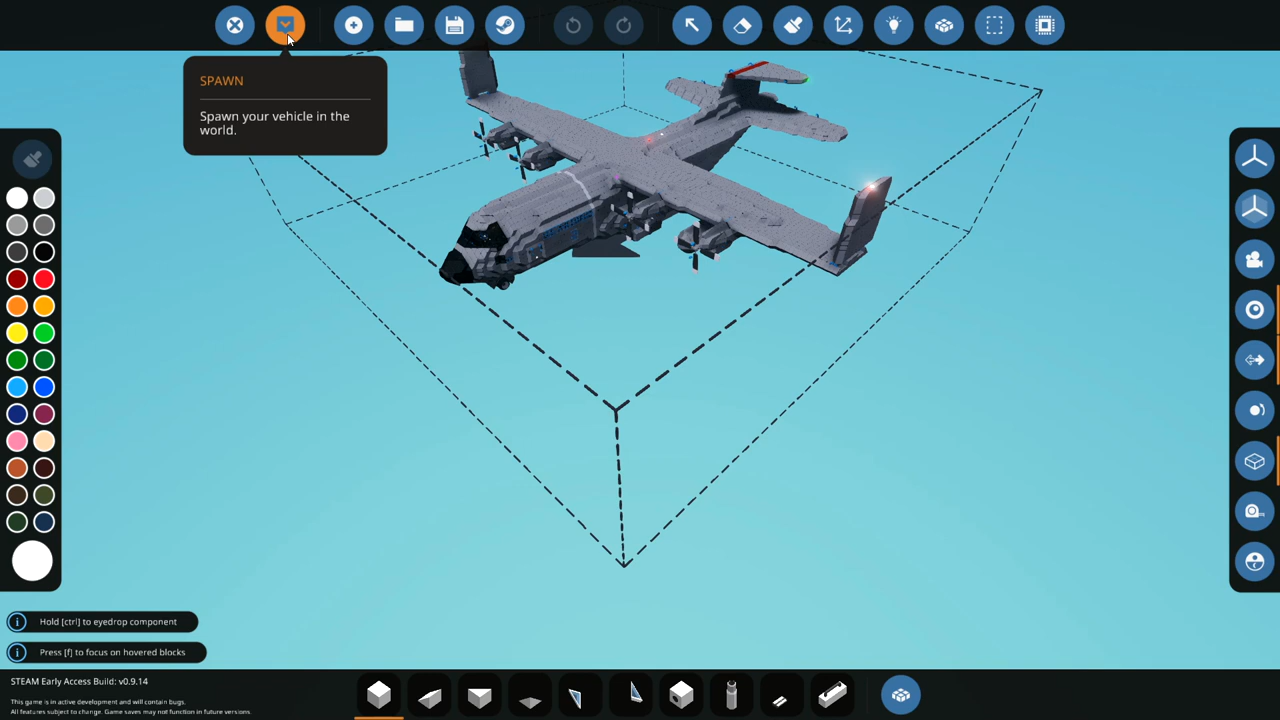 SPAWN
Spawn your vehicle in the
world.
Hold [ctrl] to eyedrop component
Press [f] to focus on hovered blocks
STEAM Early Access Build: v0.9.14
This game is in active development and will contain bugs.
All features subject to change. Game saves may not function in future versions.